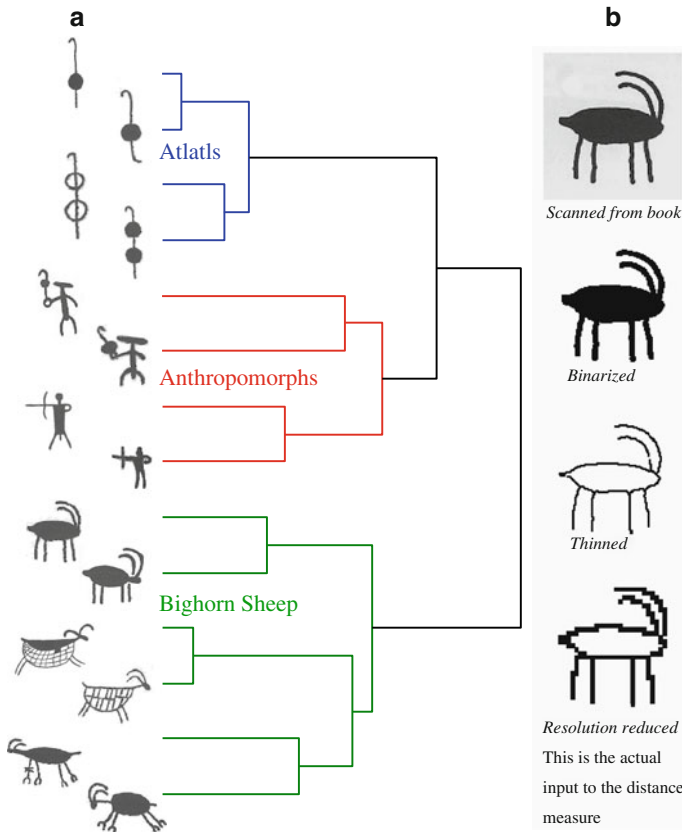 a
Atlatls
Anthropomorphs
Bighorn Sheep
b
Scanned from book
Binarized
Thinned
Resolution reduced
This is the actual
input to the distance
measure